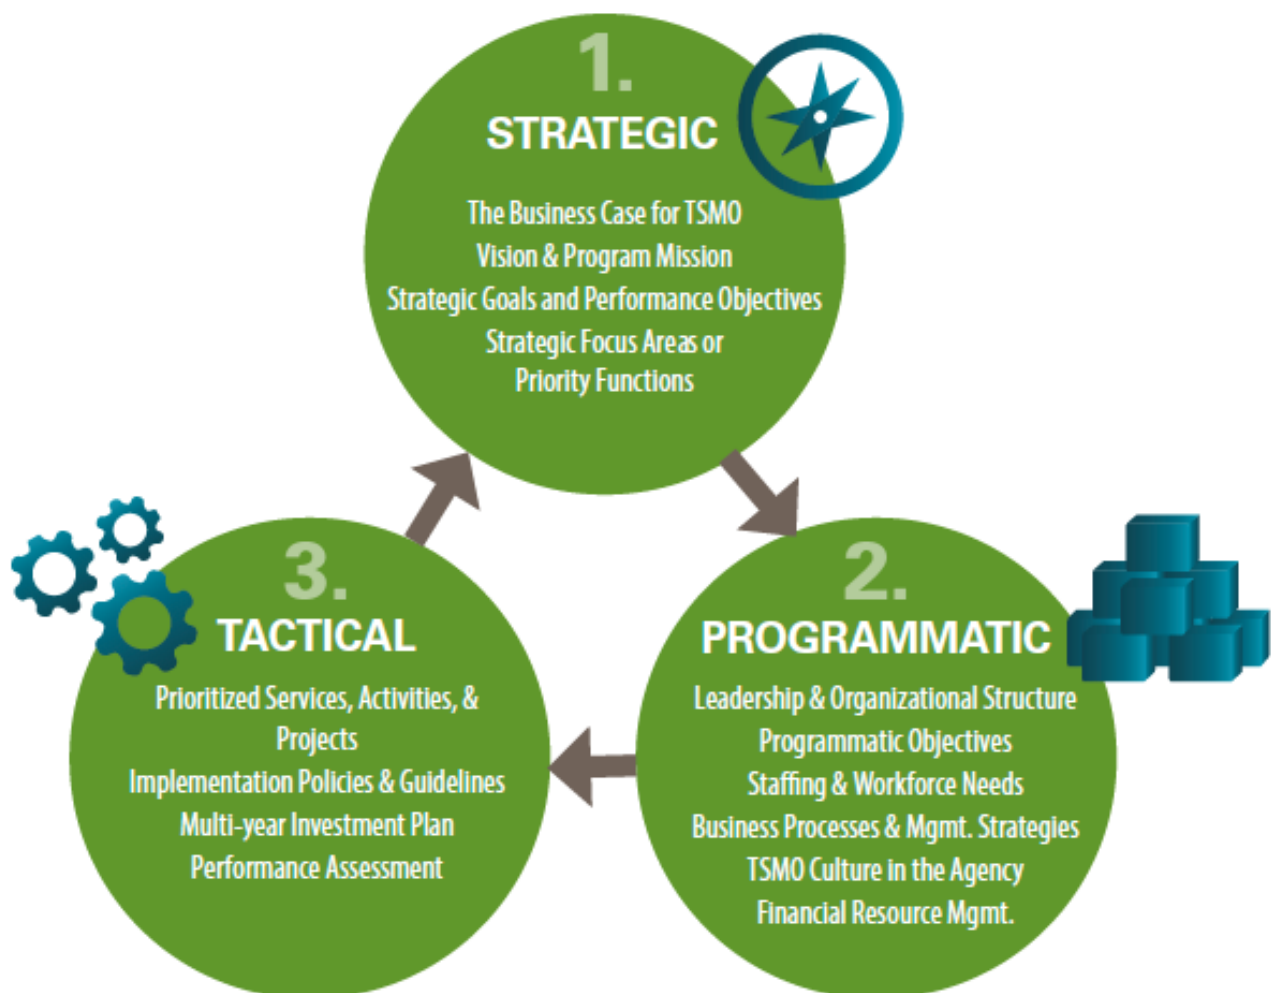 1.
STRATEGIC
The Business Case for TSMO
Vision & Program Mission
Strategic Goals and Performance Objectives
Strategic Focus Areas or
Priority Functions
2.
PROGRAMMATIC
Leadership & Organizational Structure
Programmatic Objectives
Staffing & Workforce Needs
Business Processes & Mgmt. Strategies
TSMO Culture in the Agency
Financial Resource Mgmt.
3.
TACTICAL
Prioritized Services, Activities, &
Projects
Implementation Policies & Guidelines
Multi-year Investment Plan
Performance Assessment